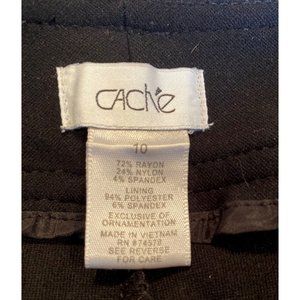 CACHé
10
72% RAYON
24% NYLON
4% SPANDEX
LINING
94% POLYESTER
6% SPANDEX
EXCLUSIVE OF
ORNAMENTATION
MADE IN VIETNAM
RN #74578
SEE REVERSE
FOR CARE